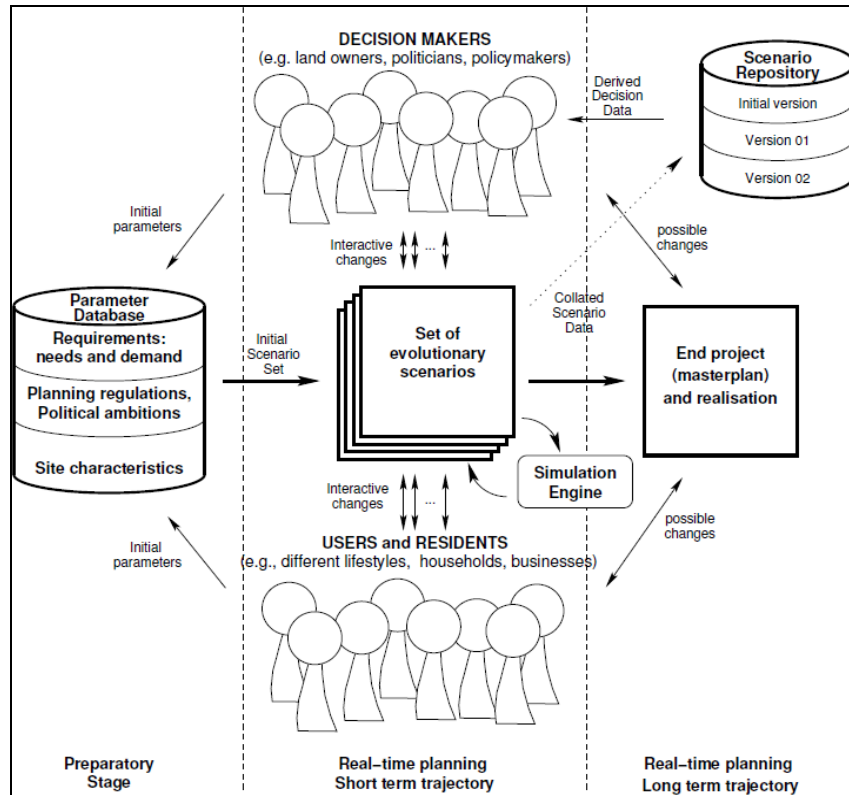 DECISION MAKERS
(e.g. land owners, politicians, policymakers)
Scenario
Repository
Initial version
Version 01
Version 02
Derived
Decision
Data
Initial
parameters
Interactive
changes
...
possible
changes
Parameter
Database
Requirements:
needs and demand
Planning regulations,
Political ambitions
Site characteristics
Initial
Scenario
Set
Set of
evolutionary
scenarios
Collated
Scenario
Data
End project
(masterplan)
and realisation
Simulation
Engine
Interactive
changes
...
Initial
parameters
possible
changes
USERS and RESIDENTS
(e.g., different lifestyles, households, businesses)
Preparatory
Stage
Real-time planning
Short term trajectory
Real-time planning
Long term trajectory